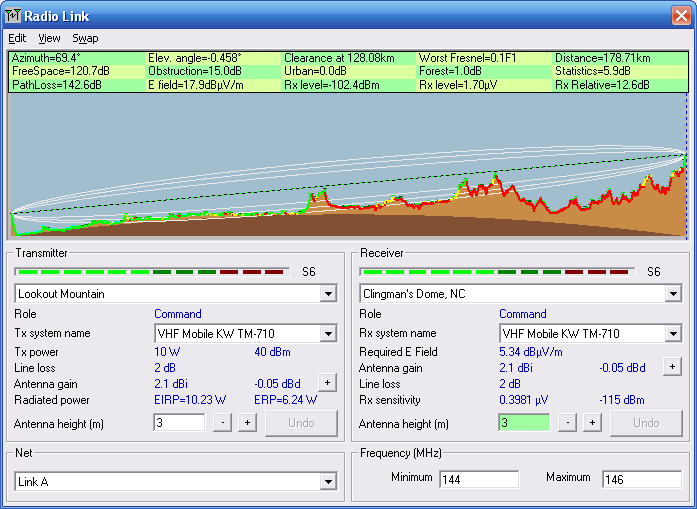 Radio Link
Edit View Swap
Azimuth=69.4° Elev. angle=-0.458° Clearance at 128.08km Worst Fresnel=0.1F1 Distance=178.71km
FreeSpace=120.7dB Obstruction=15.0dB Urban=0.0dB Forest=1.0dB Statistics=5.9dB
PathLoss=142.6dB E field=17.9dBµV/m Rx level=-102.4dBm Rx level=1.70µV Rx Relative=12.6dB
Transmitter
S6
Lookout Mountain
Role Command
Tx system name VHF Mobile KW TM-710
Tx power 10 W 40 dBm
Line loss 2 dB
Antenna gain 2.1 dBi -0.05 dBd +
Radiated power EIRP=10.23 W ERP=6.24 W
Antenna height (m) 3 - + Undo
Receiver
S6
Clingman's Dome, NC
Role Command
Rx system name VHF Mobile KW TM-710
Required E Field 5.34 dBµV/m
Antenna gain 2.1 dBi -0.05 dBd +
Line loss 2 dB
Rx sensitivity 0.3981 µV -115 dBm
Antenna height (m) 3 - + Undo
Net
Link A
Frequency (MHz)
Minimum 144 Maximum 146